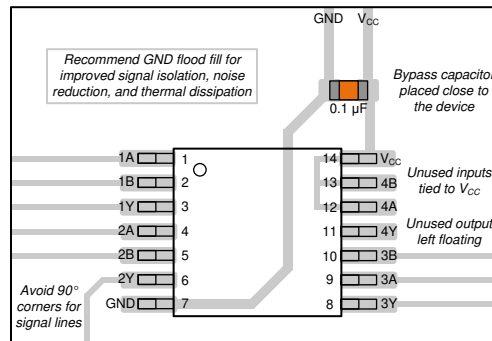 GND VCC
Recommend GND flood fill for
improved signal isolation, noise
reduction, and thermal dissipation
Bypass capacitor
placed close to
the device
0.1 µF
1A 1 14 VCC
1B 2 13 4B
Unused inputs
tied to VCC
1Y 3 12 4A
2A 4 11 4Y
Unused output
left floating
2B 5 10 3B
2Y 6 9 3A
Avoid 90°
corners for
signal lines
GND 7 8 3Y